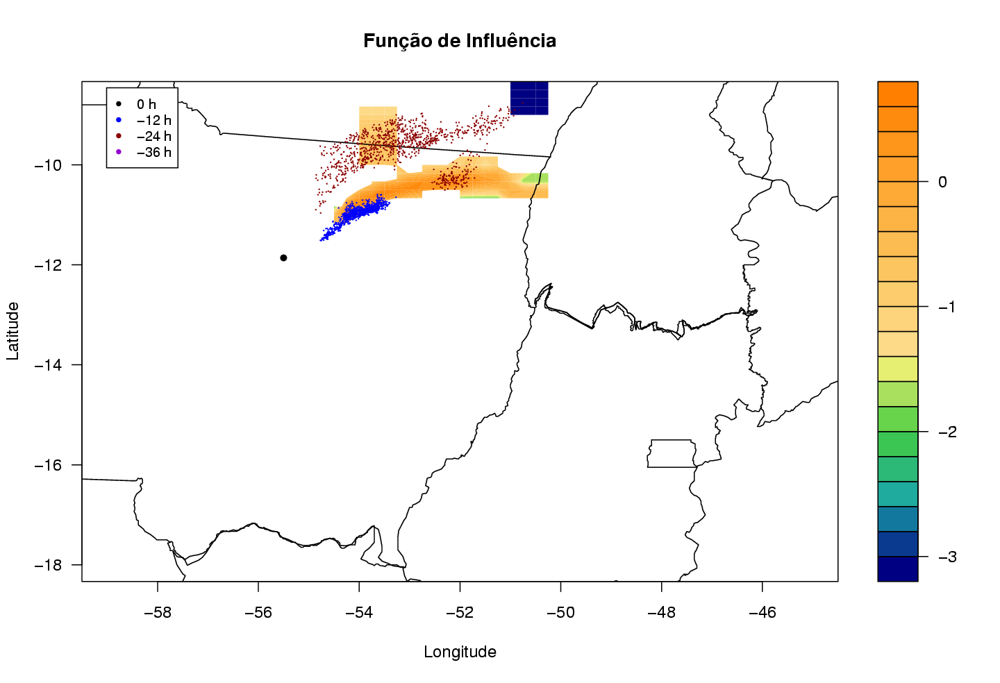 Função de Influência
0 h
−12 h
−24 h
−36 h
−10
−12
−14
−16
−18
Latitude
−58
−56
−54
−52
−50
−48
−46
Longitude
0
−1
−2
−3